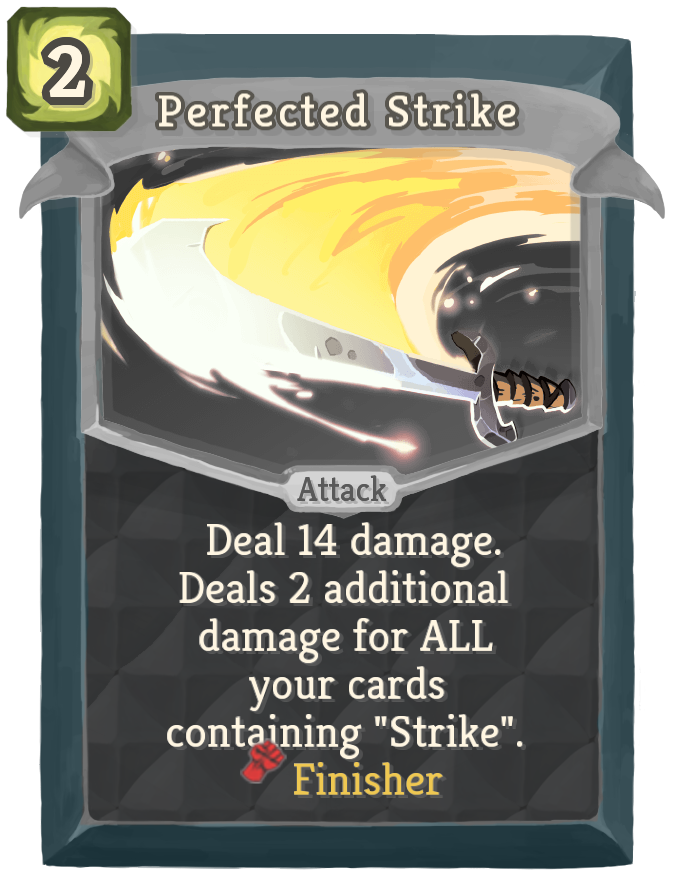 2
Perfected Strike
Attack
Deal 14 damage.
Deals 2 additional
damage for ALL
your cards
containing "Strike".
Finisher